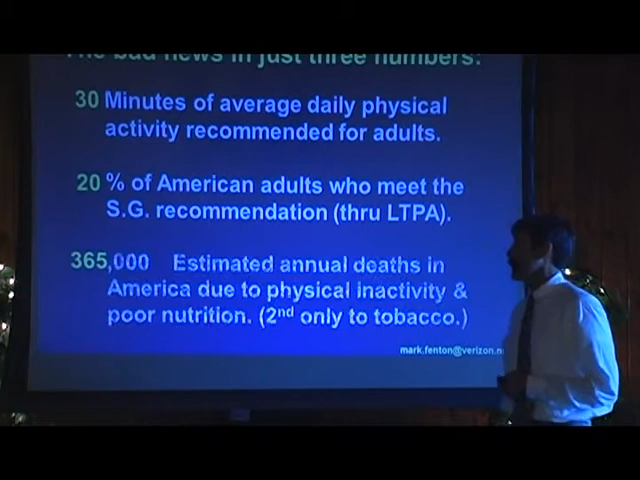 The bad news in just three numbers:
30 Minutes of average daily physical
activity recommended for adults.
20 % of American adults who meet the
S.G. recommendation (thru LTPA).
365,000 Estimated annual deaths in
America due to physical inactivity &
poor nutrition. (2nd only to tobacco.)
mark.fenton@verizon.n